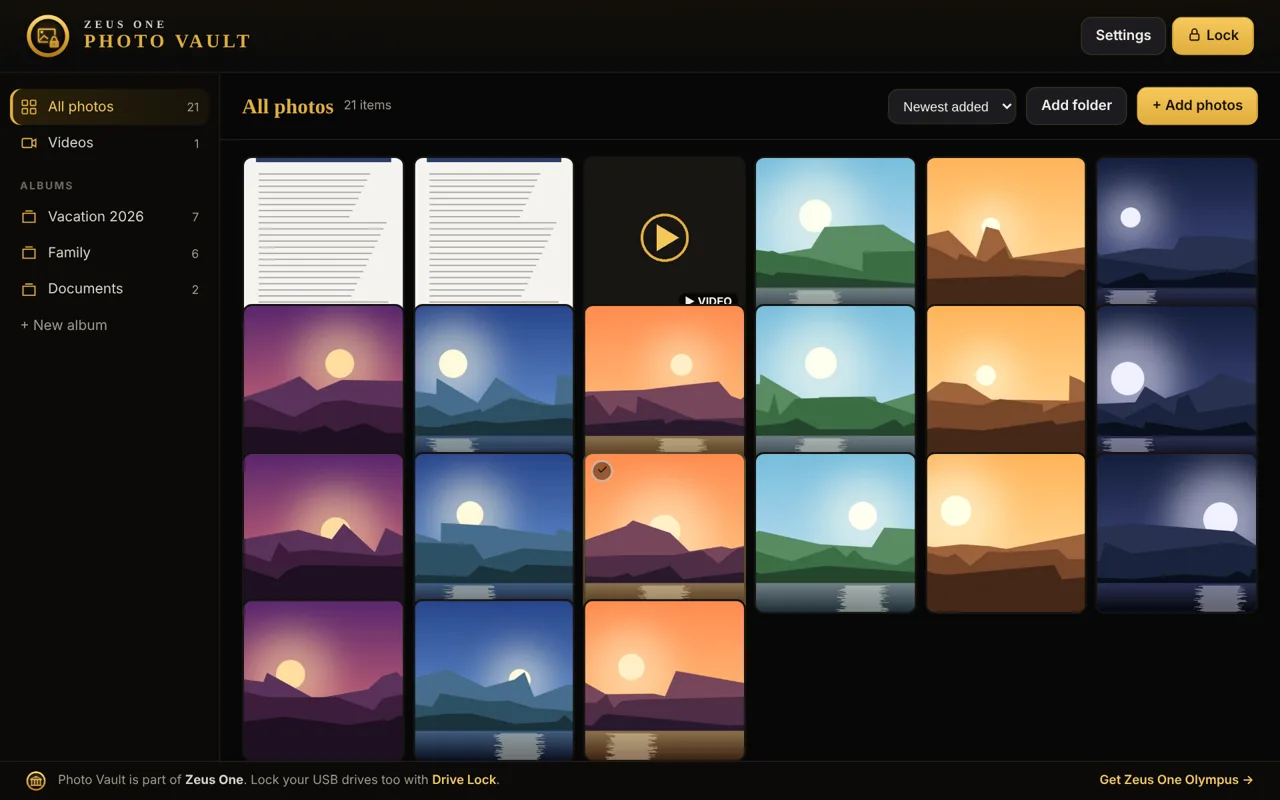 ZEUS ONE
PHOTO VAULT
Settings
Lock
All photos 21
Videos 1
ALBUMS
Vacation 2026 7
Family 6
Documents 2
+ New album
All photos 21 items
Newest added
Add folder
+ Add photos
▶ VIDEO
Photo Vault is part of Zeus One. Lock your USB drives too with Drive Lock.
Get Zeus One Olympus →